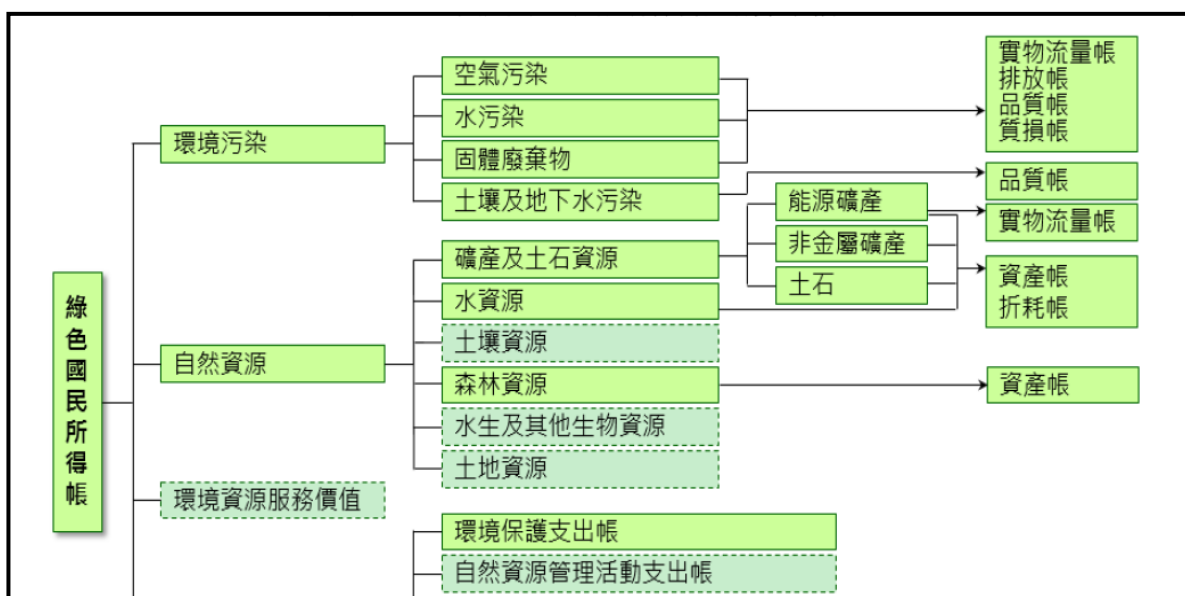 綠色國民所得帳
環境污染
空氣污染
水污染
固體廢棄物
土壤及地下水污染
實物流量帳
排放帳
品質帳
質損帳
品質帳
自然資源
礦產及土石資源
能源礦產
非金屬礦產
土石
實物流量帳
資產帳
折耗帳
水資源
土壤資源
森林資源
資產帳
水生及其他生物資源
土地資源
環境資源服務價值
環境保護支出帳
自然資源管理活動支出帳